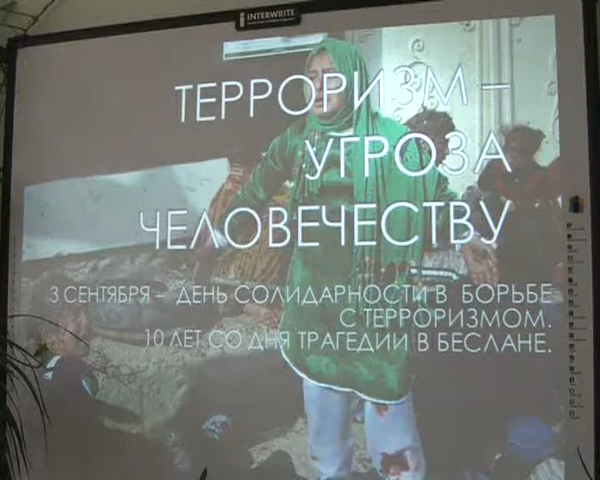 INTERWRITE
ТЕРРОРИЗМ –
УГРОЗА
ЧЕЛОВЕЧЕСТВУ
3 СЕНТЯБРЯ – ДЕНЬ СОЛИДАРНОСТИ В БОРЬБЕ
С ТЕРРОРИЗМОМ.
10 ЛЕТ СО ДНЯ ТРАГЕДИИ В БЕСЛАНЕ.